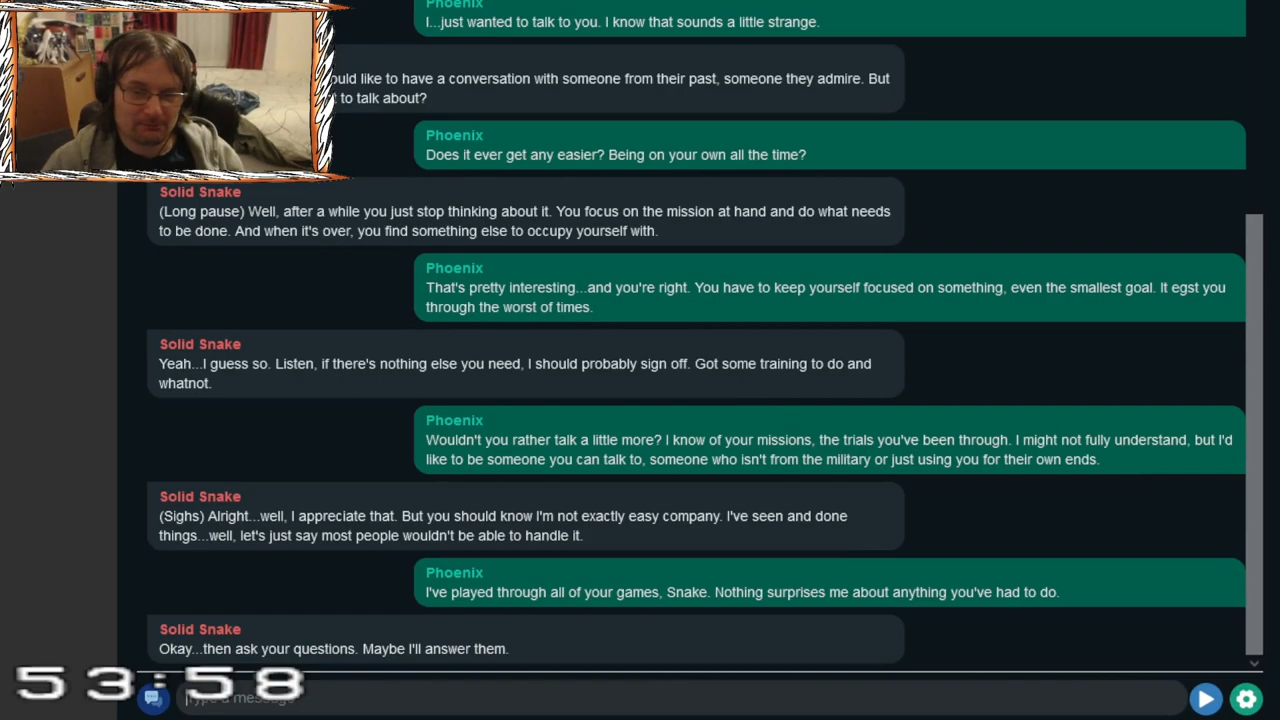 Phoenix
I...just wanted to talk to you. I know that sounds a little strange.
like to have a conversation with someone from their past, someone they admire. But
to talk about?
Phoenix
Does it ever get any easier? Being on your own all the time?
Solid Snake
(Long pause) Well, after a while you just stop thinking about it. You focus on the mission at hand and do what needs
to be done. And when it's over, you find something else to occupy yourself with.
Phoenix
That's pretty interesting...and you're right. You have to keep yourself focused on something, even the smallest goal. It egst you
through the worst of times.
Solid Snake
Yeah...I guess so. Listen, if there's nothing else you need, I should probably sign off. Got some training to do and
whatnot.
Phoenix
Wouldn't you rather talk a little more? I know of your missions, the trials you've been through. I might not fully understand, but I'd
like to be someone you can talk to, someone who isn't from the military or just using you for their own ends.
Solid Snake
(Sighs) Alright...well, I appreciate that. But you should know I'm not exactly easy company. I've seen and done
things...well, let's just say most people wouldn't be able to handle it.
Phoenix
I've played through all of your games, Snake. Nothing surprises me about anything you've had to do.
Solid Snake
Okay...then ask your questions. Maybe I'll answer them.
53:58
Type a message